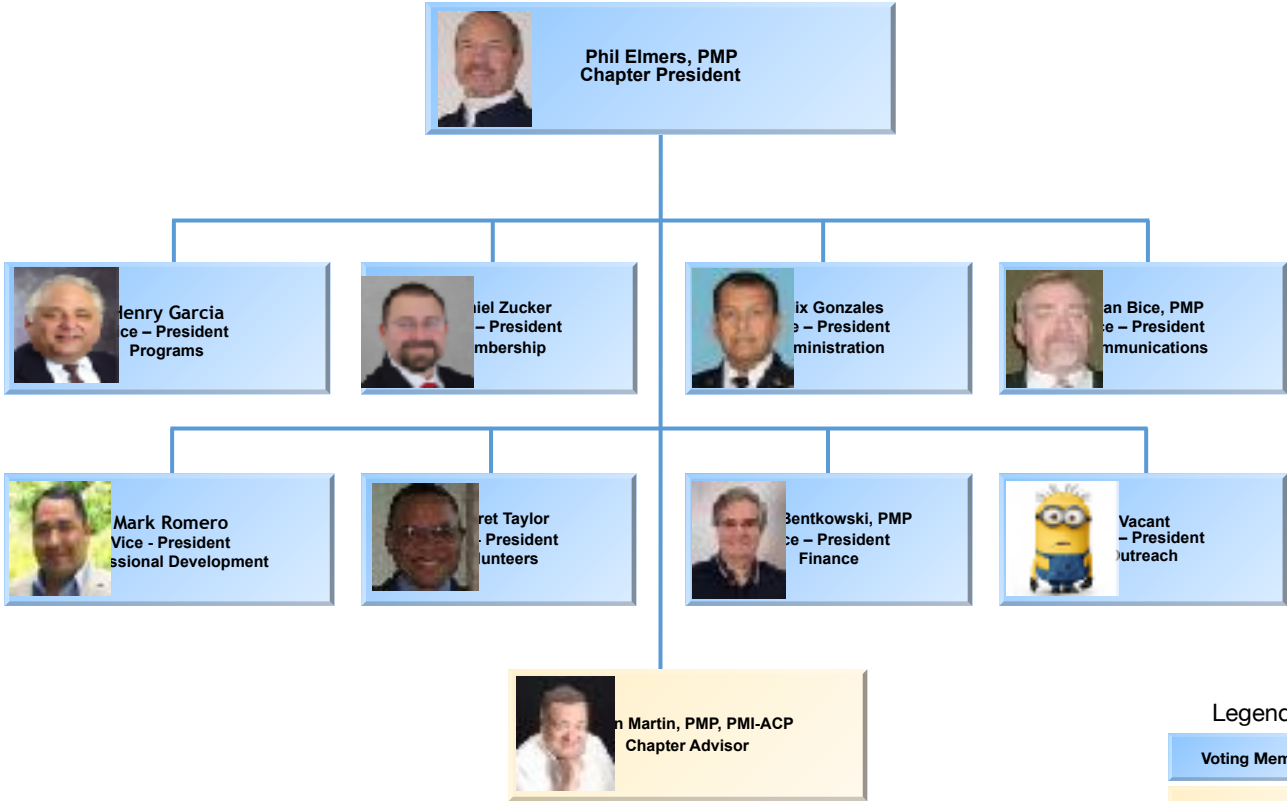 Phil Elmers, PMP
Chapter President
Henry Garcia
ce – President
Programs
iel Zucker
– President
mbership
ix Gonzales
e – President
ministration
an Bice, PMP
ce – President
mmunications
Mark Romero
Vice - President
ssional Development
ret Taylor
- President
lunteers
Bentkowski, PMP
ce – President
Finance
Vacant
– President
Outreach
n Martin, PMP, PMI-ACP
Chapter Advisor
Legend
Voting Mem